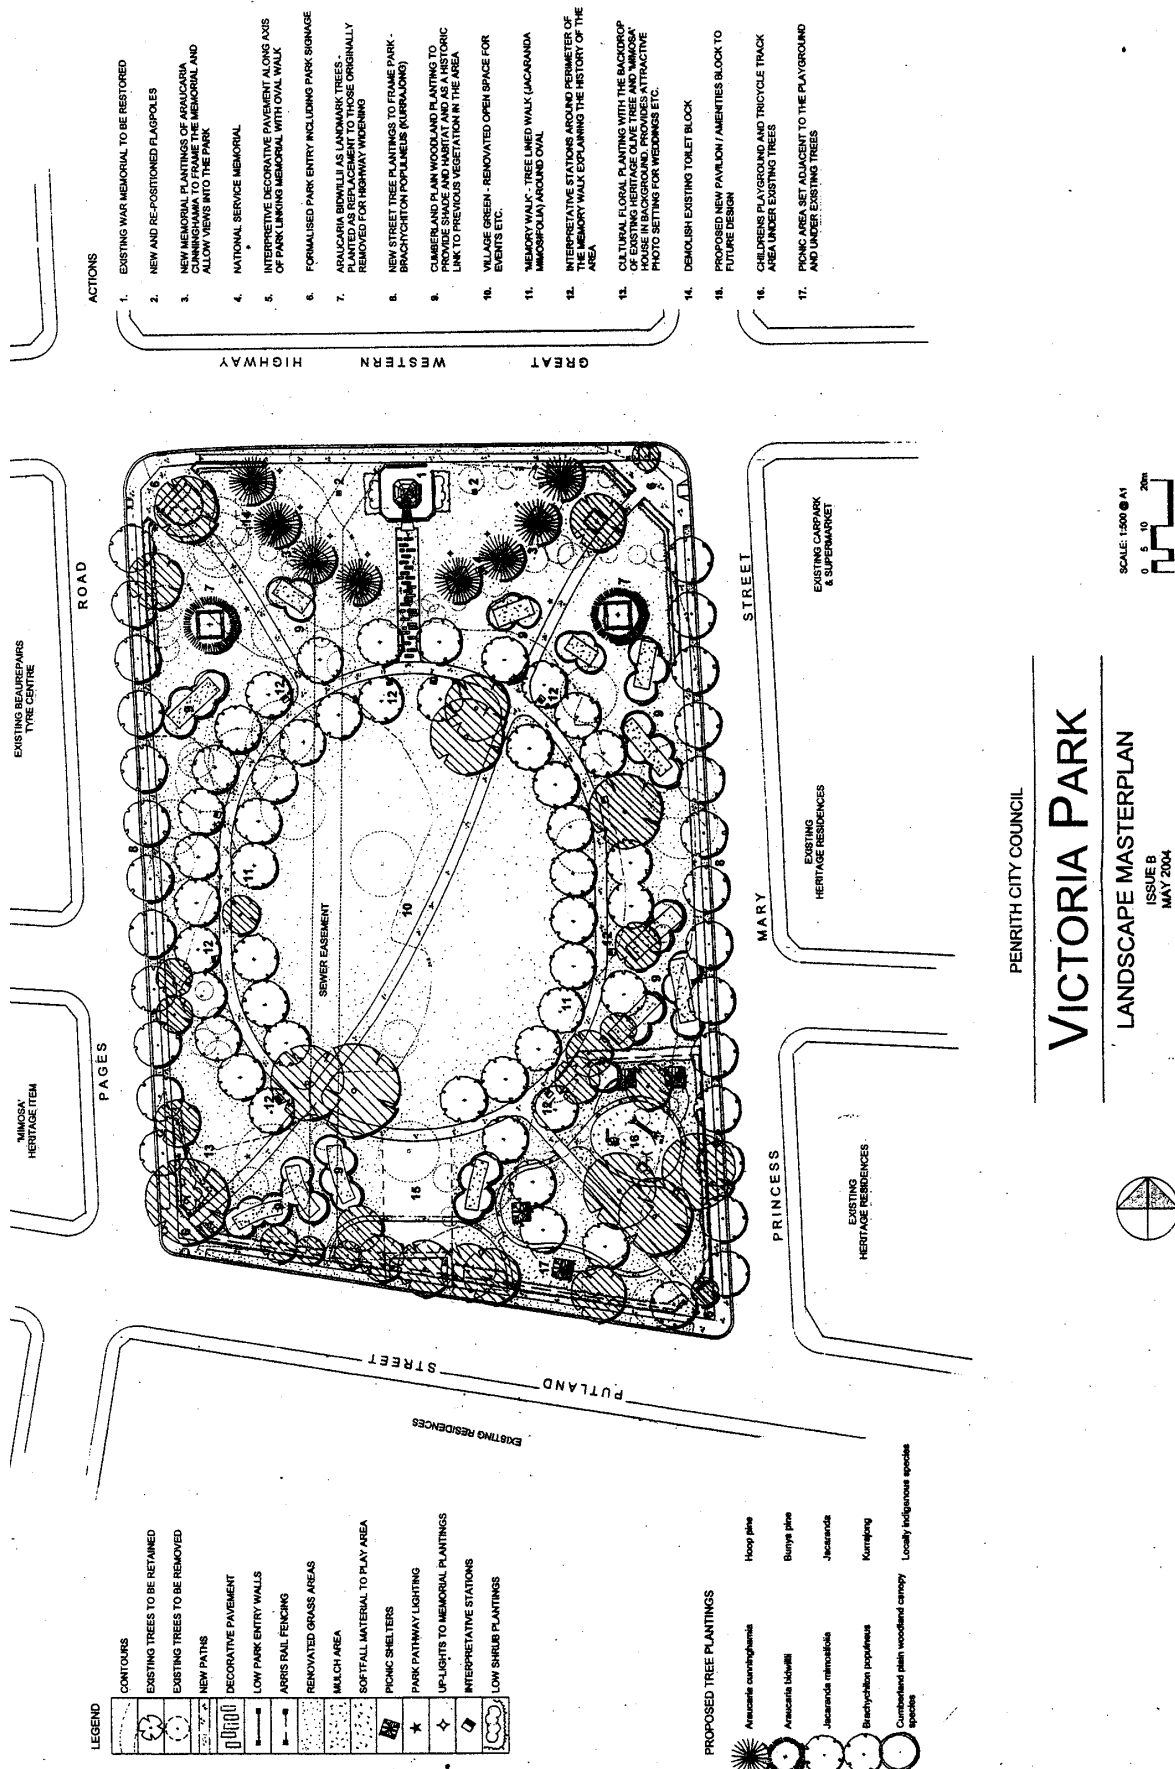 ACTIONS
1. EXISTING WAR MEMORIAL TO BE RESTORED
2. NEW AND RE-POSITIONED FLAGPOLES
3. NEW MEMORIAL PLANTINGS OF ARAUCARIA
CUNNINGHAMIA TO FRAME THE MEMORIAL AND
ALLOW VIEWS INTO THE PARK
4. NATIONAL SERVICE MEMORIAL
5. INTERPRETIVE DECORATIVE PAVEMENT ALONG AXIS
OF PARK LINKING MEMORIAL WITH OVAL WALK
6. FORMALISED PARK ENTRY INCLUDING PARK SIGNAGE
7. ARAUCARIA BIDWILLII AS LANDMARK TREES -
PLANTED AS REPLACEMENT TO THOSE ORIGINALLY
REMOVED FOR HIGHWAY WIDENING
8. NEW STREET TREE PLANTINGS TO FRAME PARK -
BRACHYCHITON POPULNEUS (KURRAJONG)
9. CUMBERLAND PLAIN WOODLAND PLANTING TO
PROVIDE SHADE AND HABITAT AND AS A HISTORIC
LINK TO PREVIOUS VEGETATION IN THE AREA
10. VILLAGE GREEN - RENOVATED OPEN SPACE FOR
EVENTS ETC.
11. 'MEMORY WALK' - TREE LINED WALK (JACARANDA
MIMOSIFOLIA) AROUND OVAL
12. INTERPRETATIVE STATIONS AROUND PERIMETER OF
THE MEMORY WALK EXPLAINING THE HISTORY OF THE
AREA
13. CULTURAL FLORAL PLANTING WITH THE BACKDROP
OF EXISTING HERITAGE OLIVE TREE AND 'MIMOSA'
HOUSE IN BACKGROUND. PROVIDES ATTRACTIVE
PHOTO SETTING FOR WEDDINGS ETC.
14. DEMOLISH EXISTING TOILET BLOCK
15. PROPOSED NEW PAVILION / AMENITIES BLOCK TO
FUTURE DESIGN
16. CHILDRENS PLAYGROUND AND TRICYCLE TRACK
AREA UNDER EXISTING TREES
17. PICNIC AREA SET ADJACENT TO THE PLAYGROUND
AND UNDER EXISTING TREES
GREAT WESTERN HIGHWAY
'MIMOSA'
HERITAGE ITEM
EXISTING BEAUREPAIRS
TYRE CENTRE
PAGES ROAD
SEWER EASEMENT
PRINCESS MARY STREET
EXISTING
HERITAGE RESIDENCES
EXISTING
HERITAGE RESIDENCES
EXISTING CARPARK
& SUPERMARKET
PUTLAND STREET
EXISTING RESIDENCES
LEGEND
CONTOURS
EXISTING TREES TO BE RETAINED
EXISTING TREES TO BE REMOVED
NEW PATHS
DECORATIVE PAVEMENT
LOW PARK ENTRY WALLS
ARRIS RAIL FENCING
RENOVATED GRASS AREAS
MULCH AREA
SOFTFALL MATERIAL TO PLAY AREA
PICNIC SHELTERS
PARK PATHWAY LIGHTING
UP-LIGHTS TO MEMORIAL PLANTINGS
INTERPRETATIVE STATIONS
LOW SHRUB PLANTINGS
PROPOSED TREE PLANTINGS
Araucaria cunninghamia Hoop pine
Araucaria bidwillii Bunya pine
Jacaranda mimosifolia Jacaranda
Brachychiton populneus Kurrajong
Cumberland plain woodland canopy Locally indigenous species
species
PENRITH CITY COUNCIL
VICTORIA PARK
LANDSCAPE MASTERPLAN
ISSUE B
MAY 2004
SCALE: 1:500 @ A1
0 5 10 20m